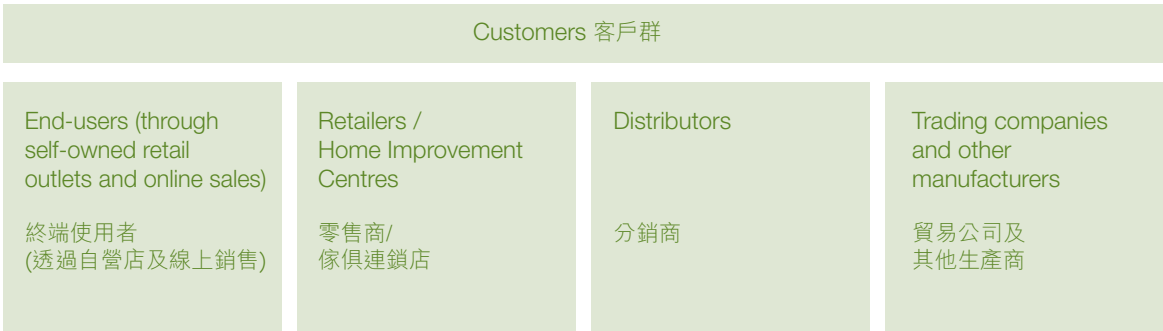 Customers 客戶群
End-users (through
self-owned retail
outlets and online sales)
終端使用者
(透過自營店及線上銷售)
Retailers /
Home Improvement
Centres
零售商/
傢俱連鎖店
Distributors
分銷商
Trading companies
and other
manufacturers
貿易公司及
其他生產商